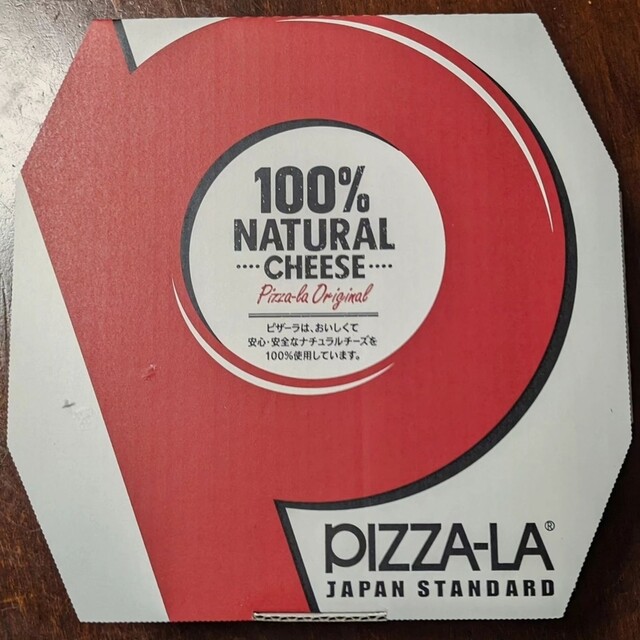 100%
NATURAL
CHEESE
Pizza-la Original
ピザーラは、おいしくて
安心・安全なナチュラルチーズを
100%使用しています。
PIZZA-LA®
JAPAN STANDARD